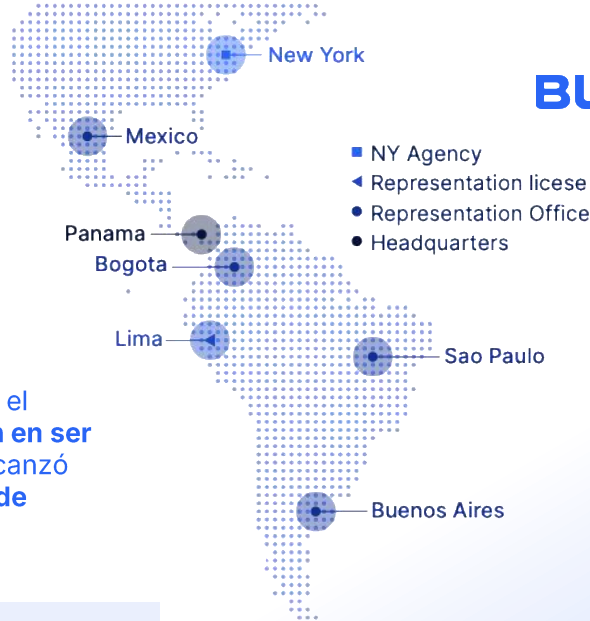 New York
BL
Mexico
NY Agency
Representation licese
Representation Office
Headquarters
Panama
Bogota
Lima
Sao Paulo
el
en ser
canzó
de
Buenos Aires